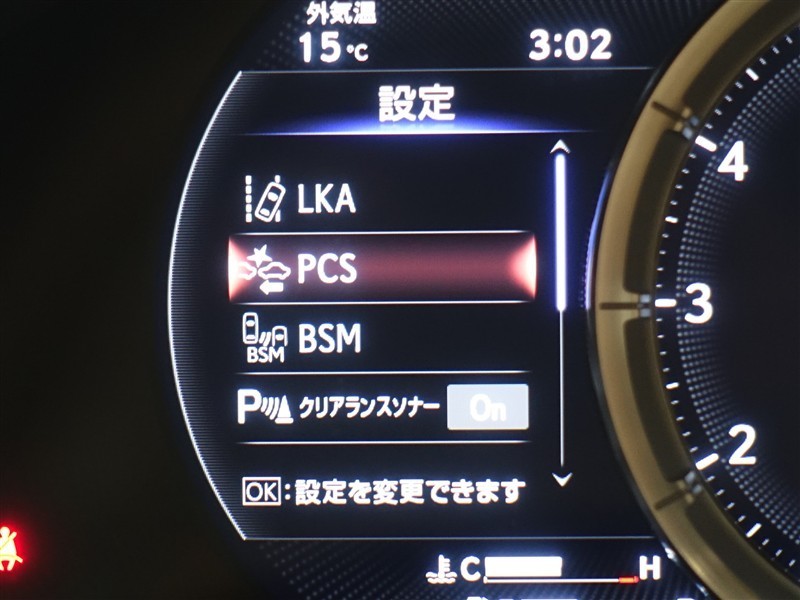 外気温
15℃ 3:02
設定
LKA
PCS
BSM
BSM
P クリアランスソナー On
OK:設定を変更できます
4
3
2
C H